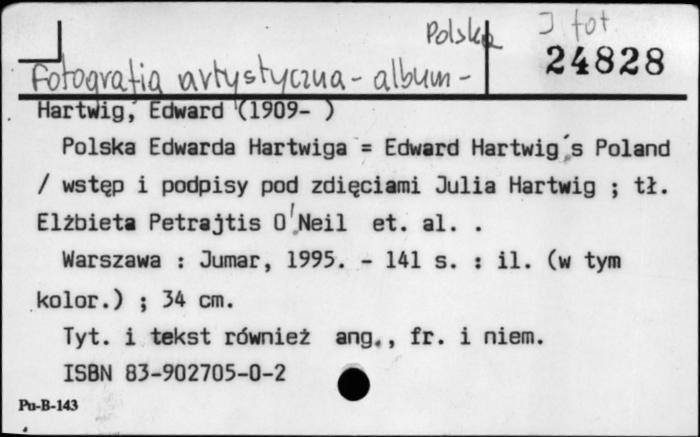 Polska
J fot
24828
Fotografia artystyczna - album -
Hartwig, Edward (1909- )
Polska Edwarda Hartwiga = Edward Hartwig's Poland
/ wstęp i podpisy pod zdięciami Julia Hartwig ; tł.
Elżbieta Petrajtis O'Neil et. al. .
Warszawa : Jumar, 1995. - 141 s. : il. (w tym
kolor.) ; 34 cm.
Tyt. i tekst również ang., fr. i niem.
ISBN 83-902705-0-2
Pu-B-143